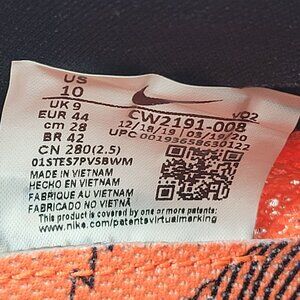 US
10
UK 9
EUR 44
cm 28
BR 42
CN 280(2.5)
CW2191-008
VO2
12/18/19 03/19/20
UPC 00193658630122
01STES7PVSBWM
MADE IN VIETNAM
HECHO EN VIETNAM
FABRIQUÉ AU VIETNAM
FABRICADO NO VIETNÃ
This product is covered by one or more patents:
www.nike.com/patentsvirtualmarking